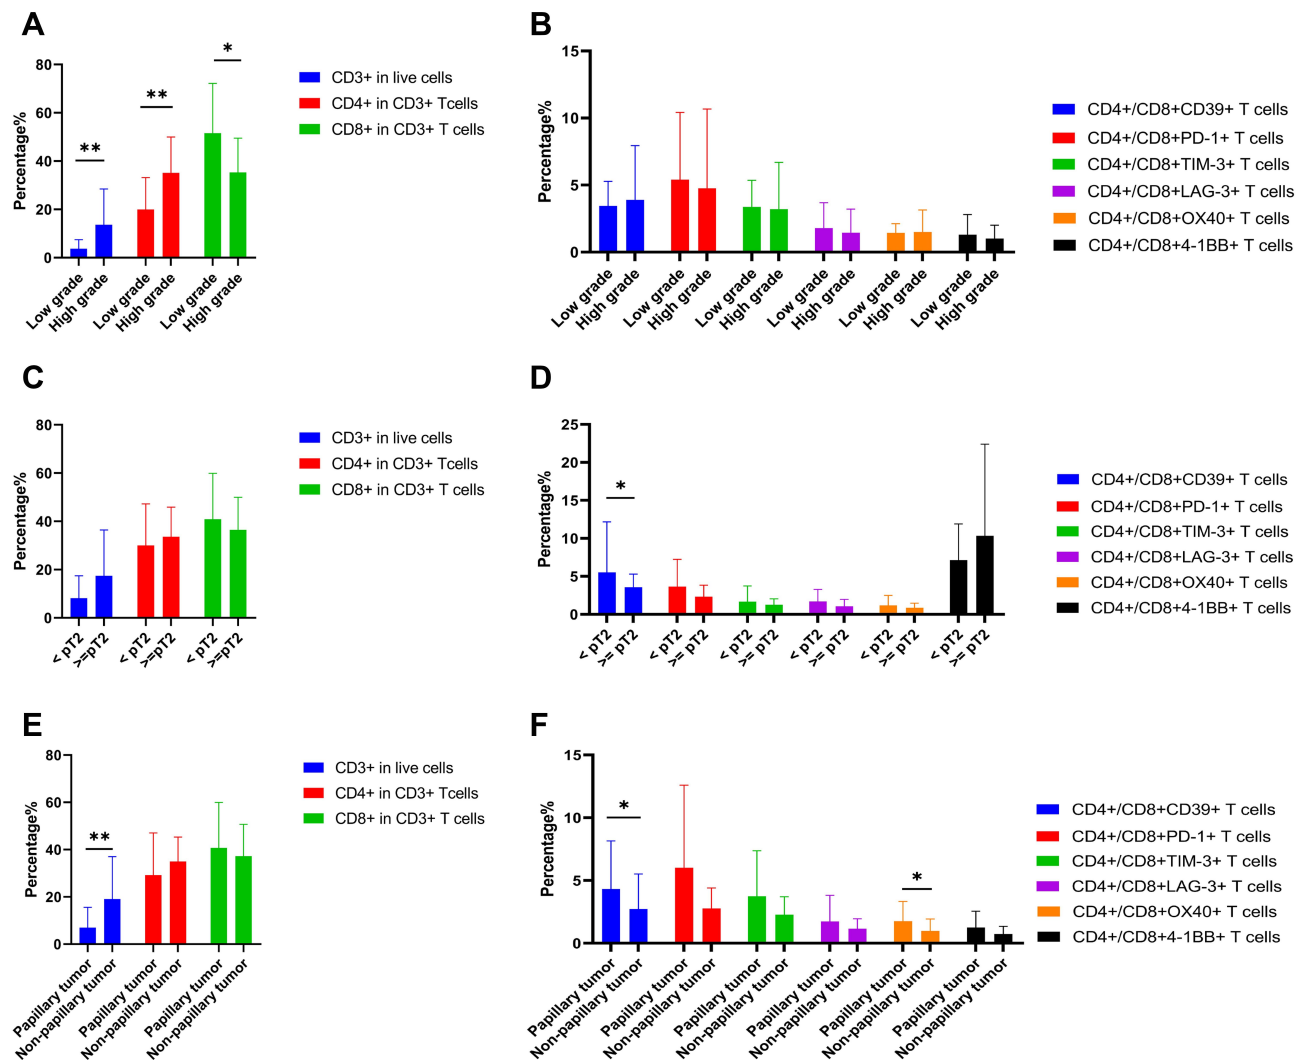 A
Percentage%
80
60
40
20
0
**
**
*
Low grade
High grade
Low grade
High grade
Low grade
High grade
CD3+ in live cells
CD4+ in CD3+ Tcells
CD8+ in CD3+ T cells
B
Percentage%
15
10
5
0
Low grade
High grade
Low grade
High grade
Low grade
High grade
Low grade
High grade
Low grade
High grade
Low grade
High grade
CD4+/CD8+CD39+ T cells
CD4+/CD8+PD-1+ T cells
CD4+/CD8+TIM-3+ T cells
CD4+/CD8+LAG-3+ T cells
CD4+/CD8+OX40+ T cells
CD4+/CD8+4-1BB+ T cells
C
Percentage%
80
60
40
20
0
< pT2
>=pT2
< pT2
>=pT2
< pT2
>=pT2
CD3+ in live cells
CD4+ in CD3+ Tcells
CD8+ in CD3+ T cells
D
Percentage%
25
20
15
10
5
0
*
< pT2
>= pT2
< pT2
>= pT2
< pT2
>= pT2
< pT2
>= pT2
< pT2
>= pT2
< pT2
>= pT2
CD4+/CD8+CD39+ T cells
CD4+/CD8+PD-1+ T cells
CD4+/CD8+TIM-3+ T cells
CD4+/CD8+LAG-3+ T cells
CD4+/CD8+OX40+ T cells
CD4+/CD8+4-1BB+ T cells
E
Percentage%
80
60
40
20
0
**
Papillary tumor
Non-papillary tumor
Papillary tumor
Non-papillary tumor
Papillary tumor
Non-papillary tumor
CD3+ in live cells
CD4+ in CD3+ Tcells
CD8+ in CD3+ T cells
F
Percentage%
15
10
5
0
*
*
Papillary tumor
Non-papillary tumor
Papillary tumor
Non-papillary tumor
Papillary tumor
Non-papillary tumor
Papillary tumor
Non-papillary tumor
Papillary tumor
Non-papillary tumor
Papillary tumor
Non-papillary tumor
CD4+/CD8+CD39+ T cells
CD4+/CD8+PD-1+ T cells
CD4+/CD8+TIM-3+ T cells
CD4+/CD8+LAG-3+ T cells
CD4+/CD8+OX40+ T cells
CD4+/CD8+4-1BB+ T cells